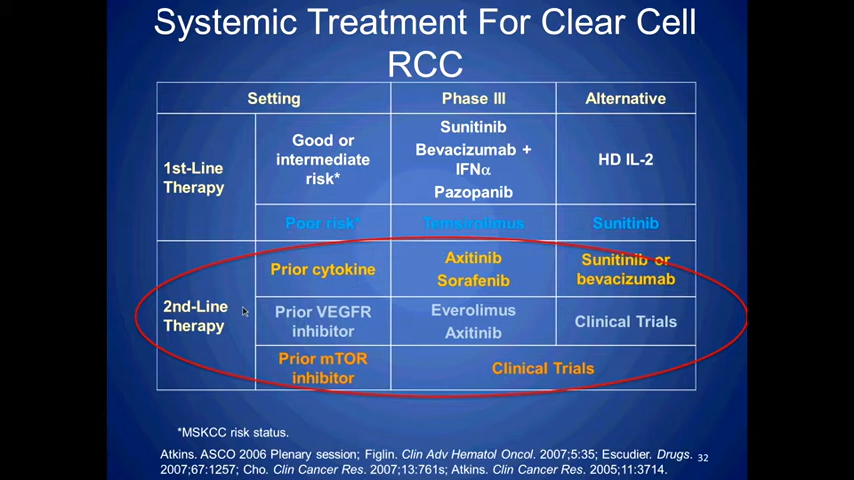 Systemic Treatment For Clear Cell
RCC
Setting Phase III Alternative
1st-Line
Therapy
Good or
intermediate
risk*
Sunitinib
Bevacizumab +
IFNα
Pazopanib
HD IL-2
Poor risk* Temsirolimus Sunitinib
2nd-Line
Therapy
Prior cytokine
Axitinib
Sorafenib
Sunitinib or
bevacizumab
Prior VEGFR
inhibitor
Everolimus
Axitinib
Clinical Trials
Prior mTOR
inhibitor
Clinical Trials
*MSKCC risk status.
Atkins. ASCO 2006 Plenary session; Figlin. Clin Adv Hematol Oncol. 2007;5:35; Escudier. Drugs.
2007;67:1257; Cho. Clin Cancer Res. 2007;13:761s; Atkins. Clin Cancer Res. 2005;11:3714.
32